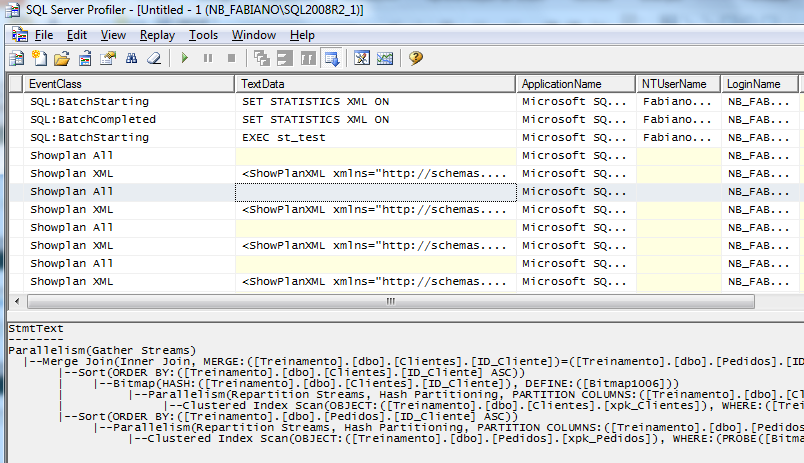 SQL Server Profiler - [Untitled - 1 (NB_FABIANO\SQL2008R2_1)]
File Edit View Replay Tools Window Help
EventClass TextData ApplicationName NTUserName LoginName
SQL:BatchStarting SET STATISTICS XML ON Microsoft SQ... Fabiano... NB_FAB...
SQL:BatchCompleted SET STATISTICS XML ON Microsoft SQ... Fabiano... NB_FAB...
SQL:BatchStarting EXEC st_test Microsoft SQ... Fabiano... NB_FAB...
Showplan All Microsoft SQ... NB_FAB...
Showplan XML <ShowPlanXML xmlns="http://schemas.... Microsoft SQ... NB_FAB...
Showplan All Microsoft SQ... NB_FAB...
Showplan XML <ShowPlanXML xmlns="http://schemas.... Microsoft SQ... NB_FAB...
Showplan All Microsoft SQ... NB_FAB...
Showplan XML <ShowPlanXML xmlns="http://schemas.... Microsoft SQ... NB_FAB...
Showplan All Microsoft SQ... NB_FAB...
Showplan XML <ShowPlanXML xmlns="http://schemas.... Microsoft SQ... NB_FAB...
StmtText
--------
Parallelism(Gather Streams)
|--Merge Join(Inner Join, MERGE:([Treinamento].[dbo].[Clientes].[ID_Cliente])=([Treinamento].[dbo].[Pedidos].[ID
|--Sort(ORDER BY:([Treinamento].[dbo].[Clientes].[ID_Cliente] ASC))
| |--Bitmap(HASH:([Treinamento].[dbo].[Clientes].[ID_Cliente]), DEFINE:([Bitmap1006]))
| |--Parallelism(Repartition Streams, Hash Partitioning, PARTITION COLUMNS:([Treinamento].[dbo].[Cl
| |--Clustered Index Scan(OBJECT:([Treinamento].[dbo].[Clientes].[xpk_Clientes]), WHERE:([Trei
|--Sort(ORDER BY:([Treinamento].[dbo].[Pedidos].[ID_Cliente] ASC))
|--Parallelism(Repartition Streams, Hash Partitioning, PARTITION COLUMNS:([Treinamento].[dbo].[Pedido
|--Clustered Index Scan(OBJECT:([Treinamento].[dbo].[Pedidos].[xpk_Pedidos]), WHERE:(PROBE([Bitma